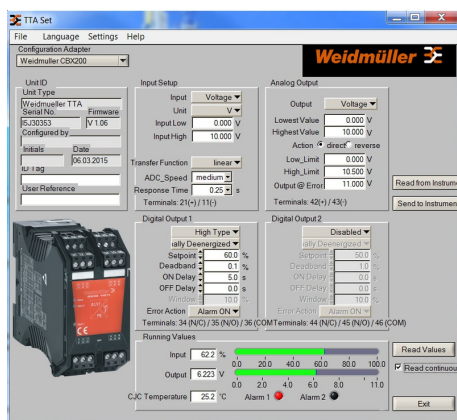 TTA Set
File Language Settings Help
Configuration Adapter
Weidmuller CBX200
Weidmüller
Unit ID
Unit Type
Weidmueller TTA
Serial No. Firmware
I5J30353 V 1.06
Configured by
Initials Date
06.03.2015
ID Tag
User Reference
Input Setup
Input Voltage
Unit V
Input Low 0.000 V
Input High 10.000 V
Transfer Function linear
ADC_Speed medium
Response Time 0.25 s
Terminals: 21(+) / 11(-)
Analog Output
Output Voltage
Lowest Value 0.000 V
Highest Value 10.000 V
Action direct reverse
Low_Limit 0.000 V
High_Limit 10.500 V
Output @ Error 11.000 V
Terminals: 42(+) / 43(-)
Read from Instrume
Send to Instrumen
Digital Output 1
High Type
ially Deenergized
Setpoint 60.0 %
Deadband 0.1 %
ON Delay 5.0 s
OFF Delay 0.0 s
Window 10.0 %
Error Action Alarm ON
Terminals: 34 (N/C) / 35 (N/O) / 36 (COM
Digital Output 2
Disabled
ially Deenergized
Setpoint 50.0 %
Deadband 1.0 %
ON Delay 0.0 s
OFF Delay 0.0 s
Window 10.0 %
Error Action Alarm ON
Terminals: 44 (N/C) / 45 (N/O) / 46 (COM)
Running Values
Input 62.2 %
0.0 20.0 40.0 60.0 80.0 100.0
Output 6.223 V
0.0 2.0 4.0 6.0 8.0 11.0
CJC Temperature 25.2 °C Alarm 1 Alarm 2
Read Values
Read continuou
Exit